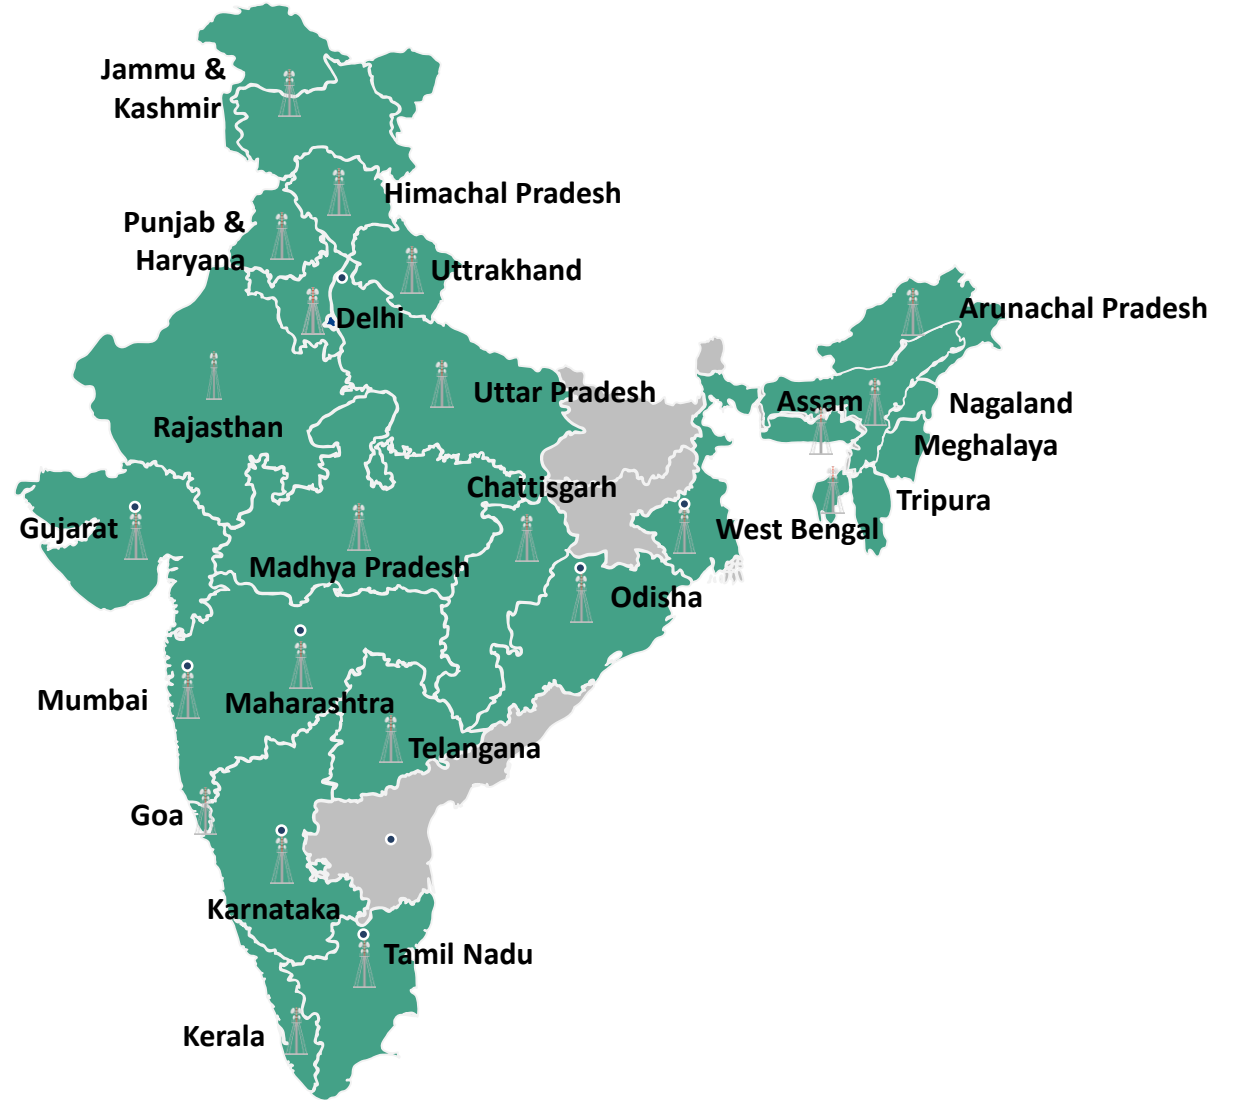 Jammu &
Kashmir
Himachal Pradesh
Punjab &
Haryana
Uttrakhand
Delhi
Arunachal Pradesh
Uttar Pradesh
Assam
Nagaland
Rajasthan
Meghalaya
Chattisgarh
Tripura
Gujarat
West Bengal
Madhya Pradesh
Odisha
Mumbai
Maharashtra
Telangana
Goa
Karnataka
Tamil Nadu
Kerala